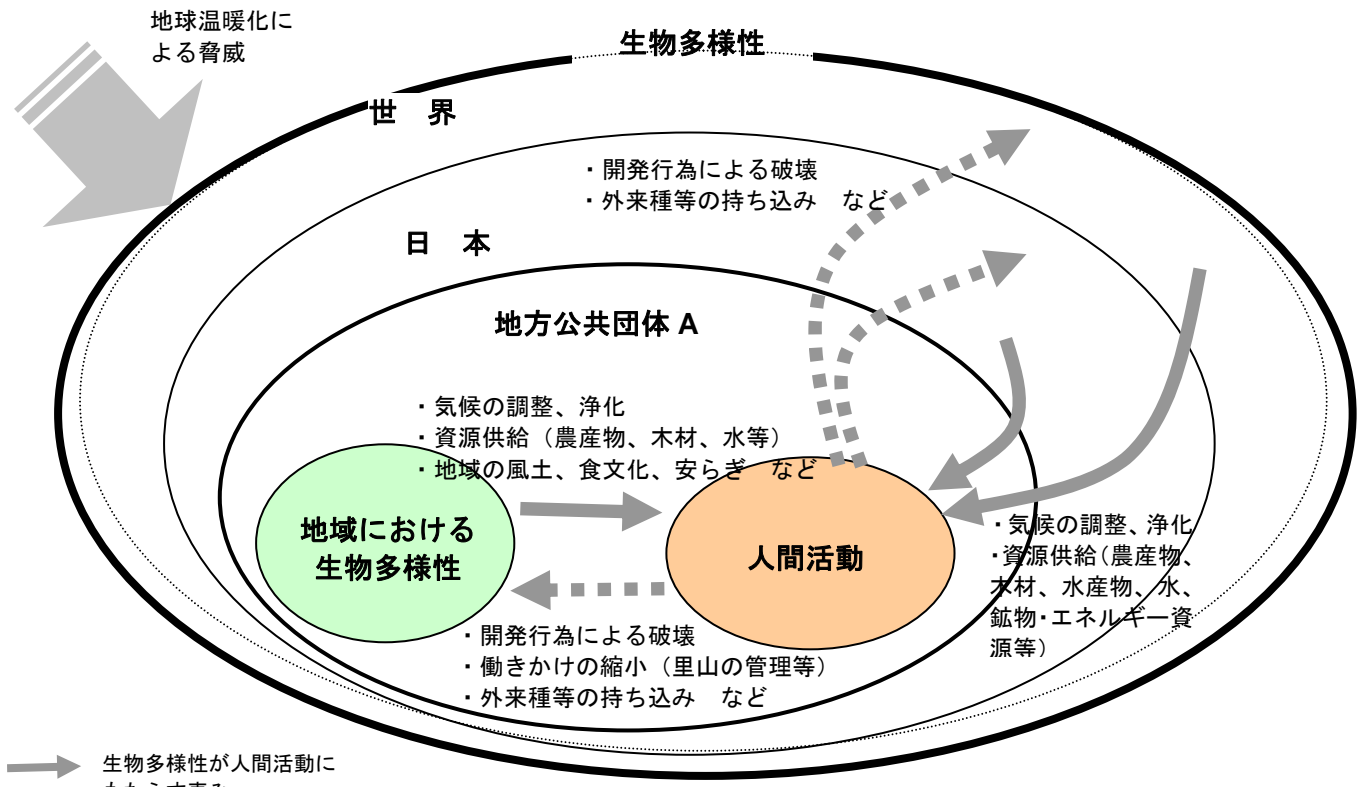 地球温暖化に
よる脅威
生物多様性
世 界
・開発行為による破壊
・外来種等の持ち込み など
日 本
地方公共団体 A
・気候の調整、浄化
・資源供給（農産物、木材、水等）
・地域の風土、食文化、安らぎ など
地域における
生物多様性
人間活動
・気候の調整、浄化
・資源供給（農産物、
木材、水産物、水、
鉱物・エネルギー資
源等）
・開発行為による破壊
・働きかけの縮小（里山の管理等）
・外来種等の持ち込み など
生物多様性が人間活動に